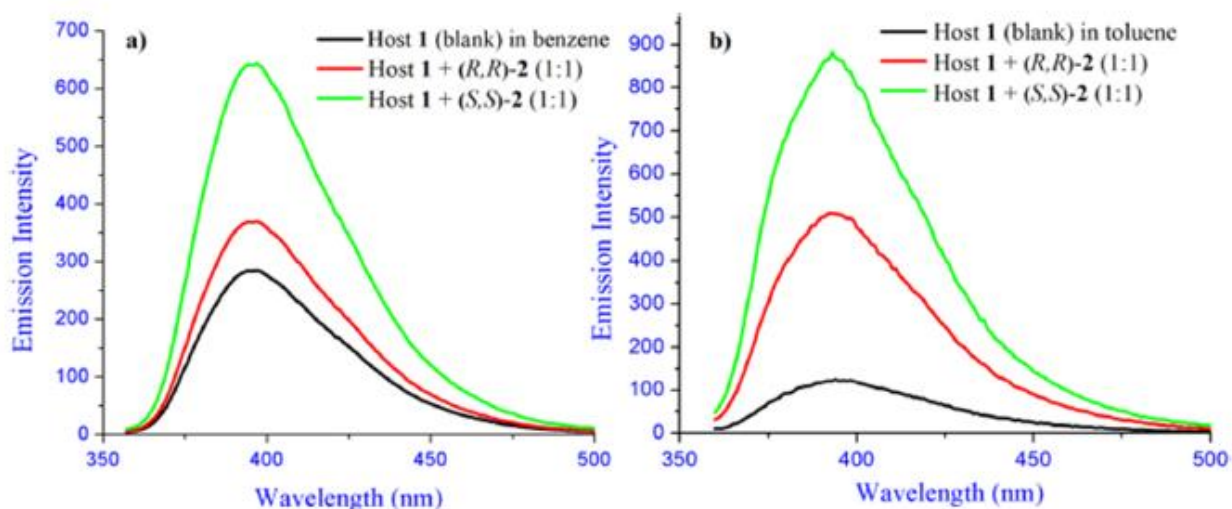 a)
Host 1 (blank) in benzene
Host 1 + (R,R)-2 (1:1)
Host 1 + (S,S)-2 (1:1)
700
600
500
400
300
200
100
0
Emission Intensity
350 400 450 500
Wavelength (nm)
b)
Host 1 (blank) in toluene
Host 1 + (R,R)-2 (1:1)
Host 1 + (S,S)-2 (1:1)
900
800
700
600
500
400
300
200
100
0
Emission Intensity
350 400 450 500
Wavelength (nm)